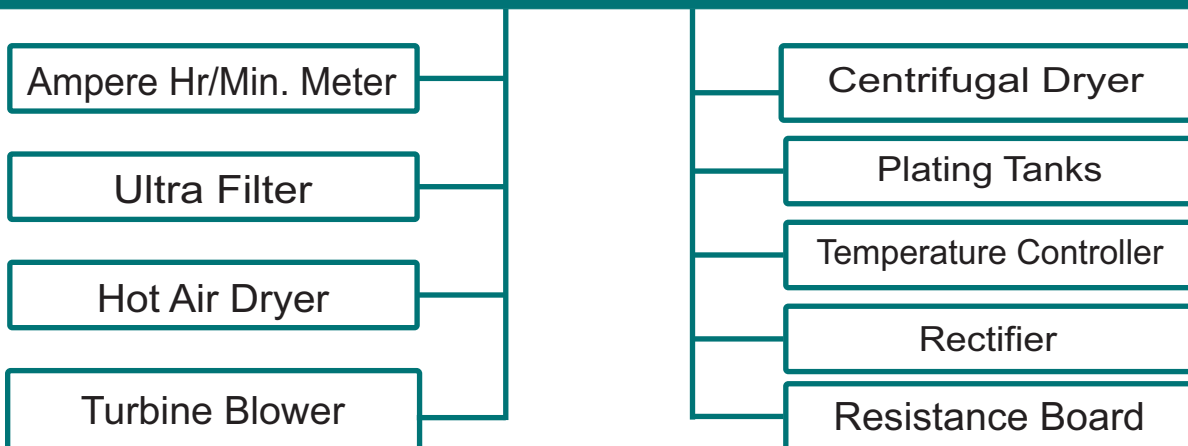 Ampere Hr/Min. Meter
Ultra Filter
Hot Air Dryer
Turbine Blower
Centrifugal Dryer
Plating Tanks
Temperature Controller
Rectifier
Resistance Board